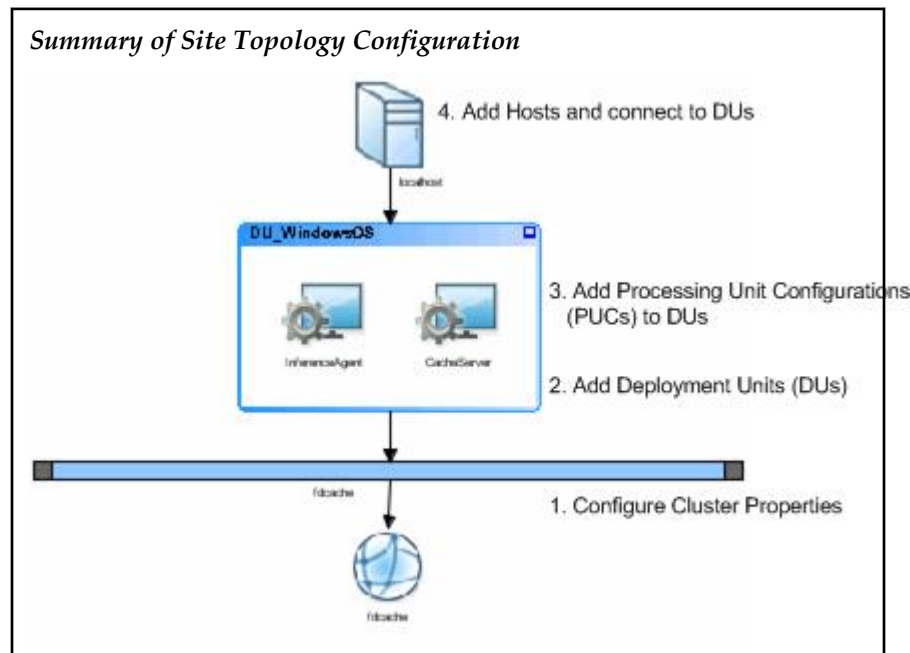 Summary of Site Topology Configuration
4. Add Hosts and connect to DUs
localhost
DU_WindowsOS
3. Add Processing Unit Configurations
(PUCs) to DUs
InferenceAgent
CacheServer
2. Add Deployment Units (DUs)
fdcache
1. Configure Cluster Properties
fdcache